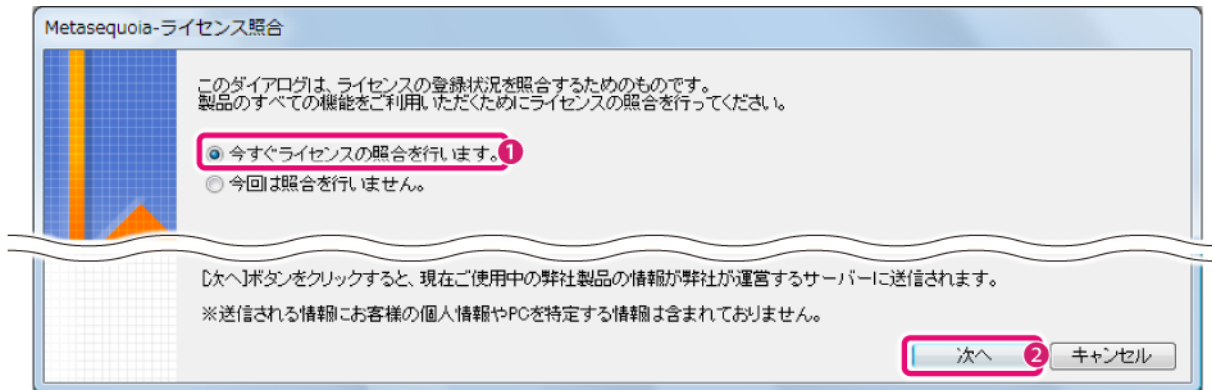 Metasequoia-ライセンス照合
このダイアログは、ライセンスの登録状況を照合するためのものです。
製品のすべての機能をご利用いただくためにライセンスの照合を行ってください。
今すぐライセンスの照合を行います。1
今回は照合を行いません。
[次へ]ボタンをクリックすると、現在ご使用中の弊社製品の情報が弊社が運営するサーバーに送信されます。
※送信される情報にお客様の個人情報やPCを特定する情報は含まれておりません。
次へ 2 キャンセル